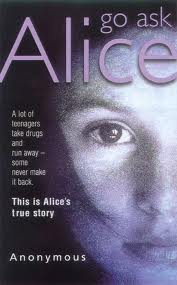 go ask
Alice
A lot of
teenagers
take drugs
and
run away –
some
never make
it back.
This is Alice's
true story
Anonymous